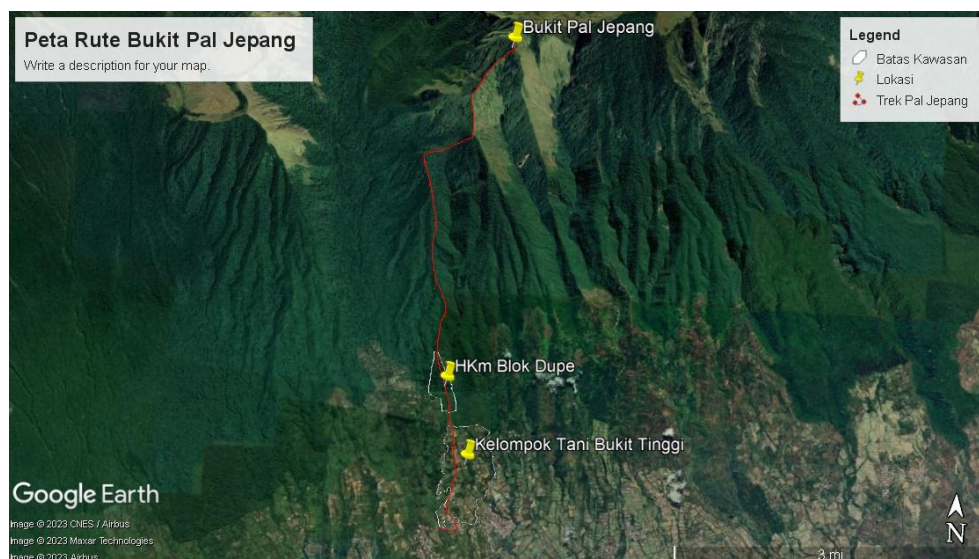 Peta Rute Bukit Pal Jepang
Write a description for your map.
Legend
Batas Kawasan
Lokasi
Trek Pal Jepang
Bukit Pal Jepang
HKm Blok Dupe
Kelompok Tani Bukit Tinggi
Google Earth
Image © 2023 CNES / Airbus
Image © 2023 Maxar Technologies
Image © 2023 Airbus
3 mi
N